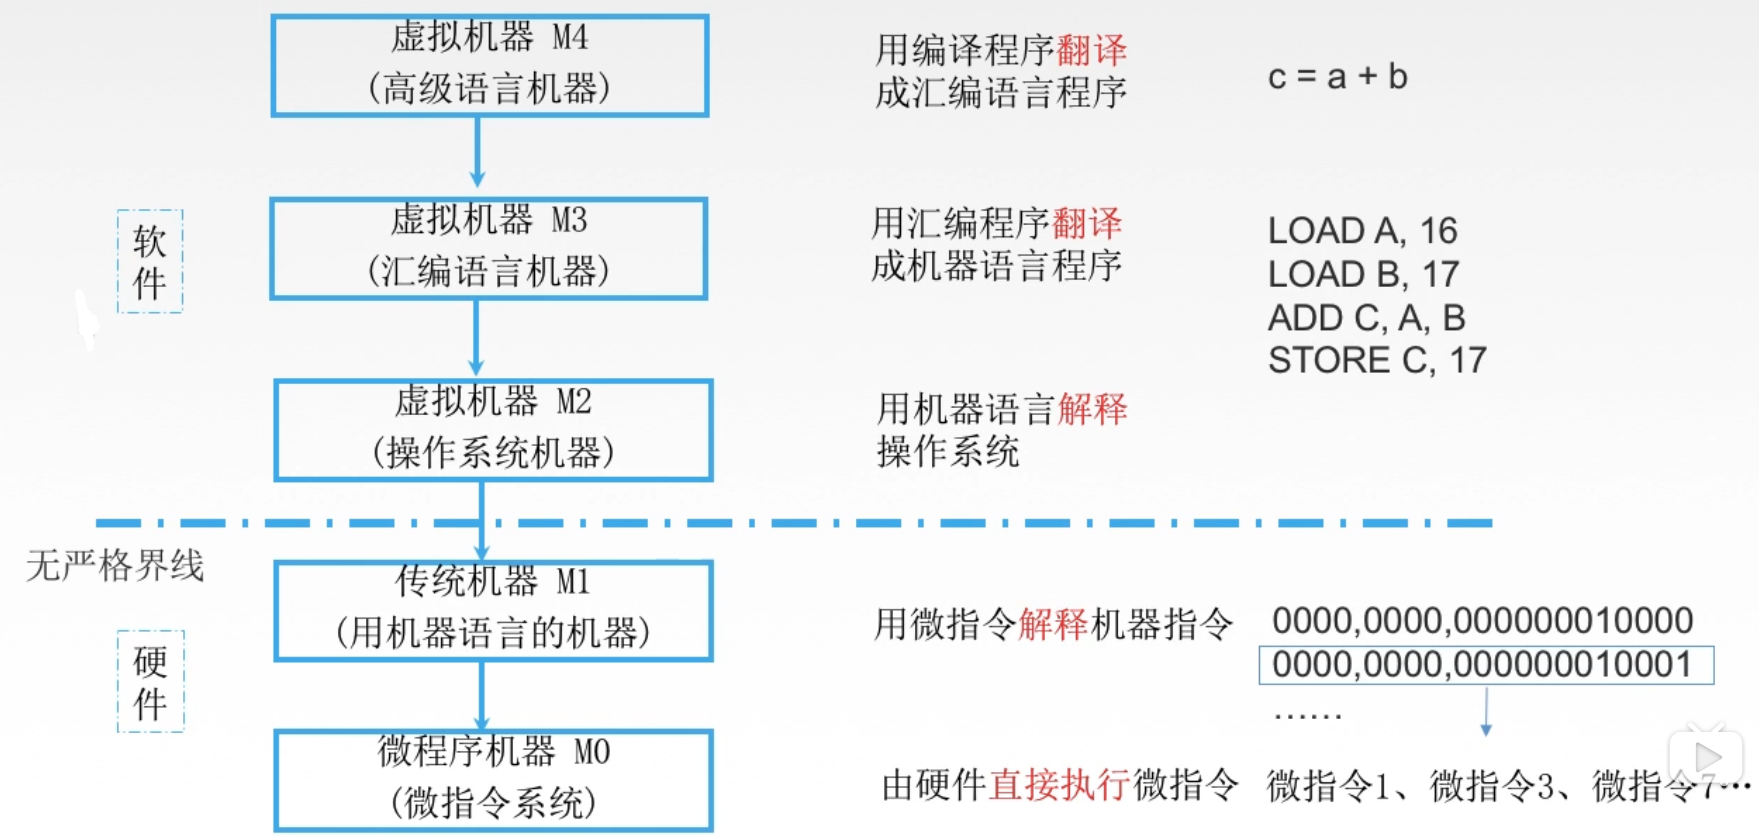 虚拟机器 M4
(高级语言机器)
用编译程序翻译
成汇编语言程序
c = a + b
软
件
虚拟机器 M3
(汇编语言机器)
用汇编程序翻译
成机器语言程序
LOAD A, 16
LOAD B, 17
ADD C, A, B
STORE C, 17
虚拟机器 M2
(操作系统机器)
用机器语言解释
操作系统
无严格界线
硬
件
传统机器 M1
(用机器语言的机器)
用微指令解释机器指令
0000,0000,000000010000
0000,0000,000000010001
……
微程序机器 M0
(微指令系统)
由硬件直接执行微指令
微指令1、微指令3、微指令7…